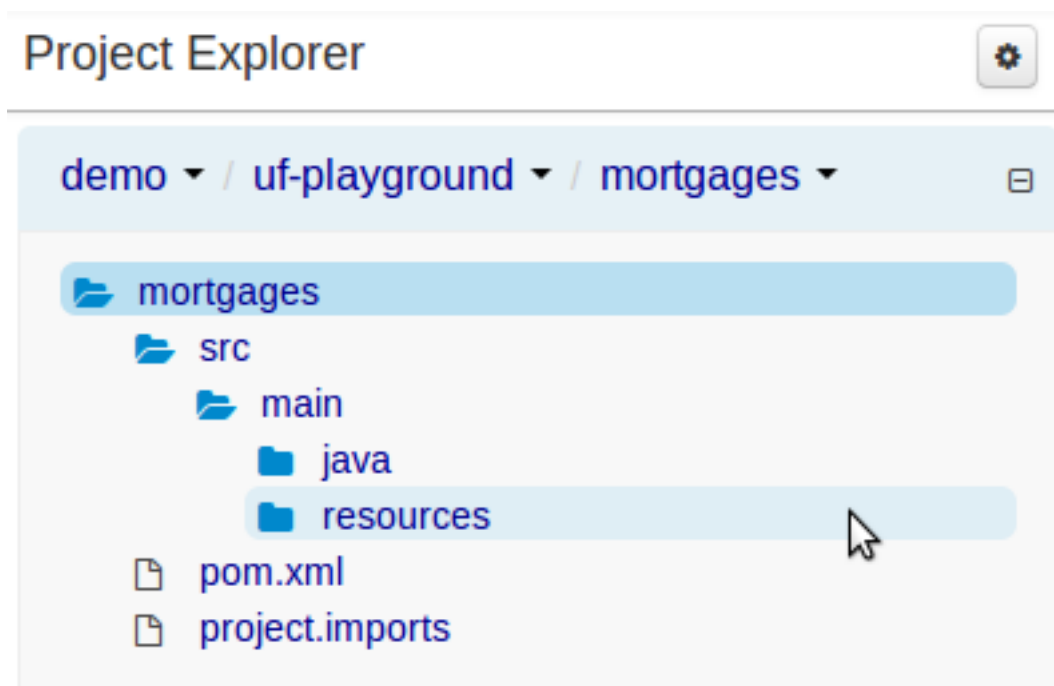 Project Explorer
demo / uf-playground / mortgages
mortgages
src
main
java
resources
pom.xml
project.imports